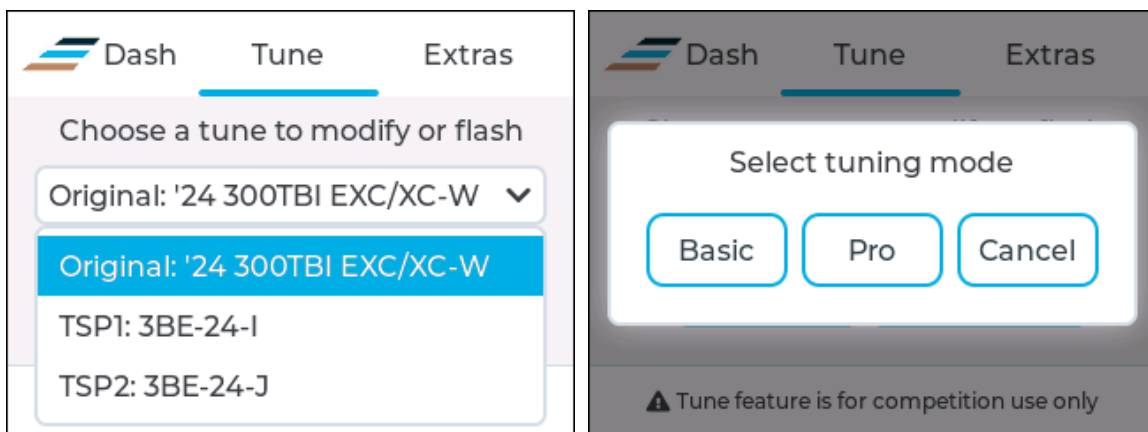 Dash Tune Extras
Choose a tune to modify or flash
Original: '24 300TBI EXC/XC-W
Original: '24 300TBI EXC/XC-W
TSP1: 3BE-24-I
TSP2: 3BE-24-J
Dash Tune Extras
Select tuning mode
Basic Pro Cancel
Tune feature is for competition use only